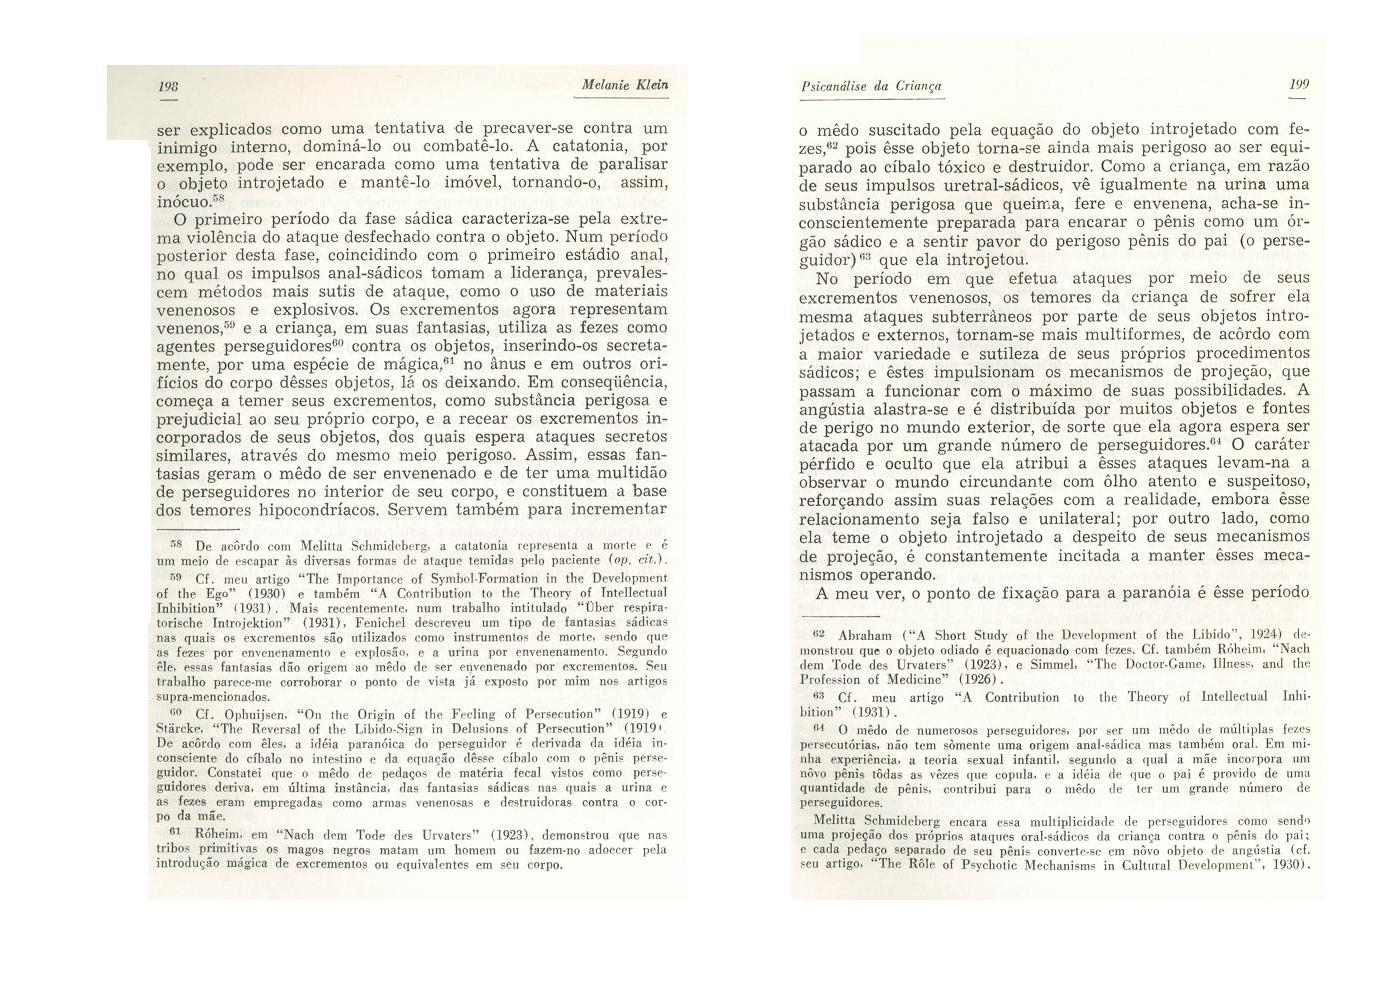 198
Melanie Klein
ser explicados como uma tentativa de precaver-se contra um
inimigo interno, dominá-lo ou combatê-lo. A catatonia, por
exemplo, pode ser encarada como uma tentativa de paralisar
o objeto introjetado e mantê-lo imóvel, tornando-o, assim,
inócuo.⁵⁸
O primeiro período da fase sádica caracteriza-se pela extre-
ma violência do ataque desfechado contra o objeto. Num período
posterior desta fase, coincidindo com o primeiro estádio anal,
no qual os impulsos anal-sádicos tomam a liderança, prevales-
cem métodos mais sutis de ataque, como o uso de materiais
venenosos e explosivos. Os excrementos agora representam
venenos,⁵⁹ e a criança, em suas fantasias, utiliza as fezes como
agentes perseguidores⁶⁰ contra os objetos, inserindo-os secreta-
mente, por uma espécie de mágica,⁶¹ no ânus e em outros ori-
fícios do corpo dêsses objetos, lá os deixando. Em conseqüência,
começa a temer seus excrementos, como substância perigosa e
prejudicial ao seu próprio corpo, e a recear os excrementos in-
corporados de seus objetos, dos quais espera ataques secretos
similares, através do mesmo meio perigoso. Assim, essas fan-
tasias geram o mêdo de ser envenenado e de ter uma multidão
de perseguidores no interior de seu corpo, e constituem a base
dos temores hipocondríacos. Servem também para incrementar
⁵⁸ De acôrdo com Melitta Schmideberg, a catatonia representa a morte e é
um meio de escapar às diversas formas de ataque temidas pelo paciente (op. cit.).
⁵⁹ Cf. meu artigo “The Importance of Symbol-Formation in the Development
of the Ego” (1930) e também “A Contribution to the Theory of Intellectual
Inhibition” (1931). Mais recentemente, num trabalho intitulado “Über respira-
torische Introjektion” (1931), Fenichel descreveu um tipo de fantasias sádicas
nas quais os excrementos são utilizados como instrumentos de morte, sendo que
as fezes por envenenamento e explosão, e a urina por envenenamento. Segundo
êle, essas fantasias dão origem ao mêdo de ser envenenado por excrementos. Seu
trabalho parece-me corroborar o ponto de vista já exposto por mim nos artigos
supra-mencionados.
⁶⁰ Cf. Ophuijsen, “On the Origin of the Feeling of Persecution” (1919) e
Stärcke, “The Reversal of the Libido-Sign in Delusions of Persecution” (1919).
De acôrdo com êles, a idéia paranóica do perseguidor é derivada da idéia in-
consciente do cíbalo no intestino e da equação dêsse cíbalo com o pênis perse-
guidor. Constatei que o mêdo de pedaços de matéria fecal vistos como perse-
guidores deriva, em última instância, das fantasias sádicas nas quais a urina e
as fezes eram empregadas como armas venenosas e destruidoras contra o cor-
po da mãe.
⁶¹ Róheim, em “Nach dem Tode des Urvaters” (1923), demonstrou que nas
tribos primitivas os magos negros matam um homem ou fazem-no adoecer pela
introdução mágica de excrementos ou equivalentes em seu corpo.
Psicanálise da Criança
199
o mêdo suscitado pela equação do objeto introjetado com fe-
zes,⁶² pois êsse objeto torna-se ainda mais perigoso ao ser equi-
parado ao cíbalo tóxico e destruidor. Como a criança, em razão
de seus impulsos uretral-sádicos, vê igualmente na urina uma
substância perigosa que queima, fere e envenena, acha-se in-
conscientemente preparada para encarar o pênis como um ór-
gão sádico e a sentir pavor do perigoso pênis do pai (o perse-
guidor)⁶³ que ela introjetou.
No período em que efetua ataques por meio de seus
excrementos venenosos, os temores da criança de sofrer ela
mesma ataques subterrâneos por parte de seus objetos intro-
jetados e externos, tornam-se mais multiformes, de acôrdo com
a maior variedade e sutileza de seus próprios procedimentos
sádicos; e êstes impulsionam os mecanismos de projeção, que
passam a funcionar com o máximo de suas possibilidades. A
angústia alastra-se e é distribuída por muitos objetos e fontes
de perigo no mundo exterior, de sorte que ela agora espera ser
atacada por um grande número de perseguidores.⁶⁴ O caráter
pérfido e oculto que ela atribui a êsses ataques levam-na a
observar o mundo circundante com ôlho atento e suspeitoso,
reforçando assim suas relações com a realidade, embora êsse
relacionamento seja falso e unilateral; por outro lado, como
ela teme o objeto introjetado a despeito de seus mecanismos
de projeção, é constantemente incitada a manter êsses meca-
nismos operando.
A meu ver, o ponto de fixação para a paranóia é êsse período
⁶² Abraham (“A Short Study of the Development of the Libido”, 1924) de-
monstrou que o objeto odiado é equacionado com fezes. Cf. também Róheim, “Nach
dem Tode des Urvaters” (1923), e Simmel, “The Doctor-Game, Illness, and the
Profession of Medicine” (1926).
⁶³ Cf. meu artigo “A Contribution to the Theory of Intellectual Inhi-
bition” (1931).
⁶⁴ O mêdo de numerosos perseguidores, por ser um mêdo de múltiplas fezes
persecutórias, não tem sòmente uma origem anal-sádica mas também oral. Em mi-
nha experiência, a teoria sexual infantil, segundo a qual a mãe incorpora um
nôvo pênis tôdas as vêzes que copula, e a idéia de que o pai é provido de uma
quantidade de pênis, contribui para o mêdo de ter um grande número de
perseguidores.
Melitta Schmideberg encara essa multiplicidade de perseguidores como sendo
uma projeção dos próprios ataques oral-sádicos da criança contra o pênis do pai;
e cada pedaço separado de seu pênis converte-se em nôvo objeto de angústia (cf.
seu artigo, “The Rôle of Psychotic Mechanisms in Cultural Development”, 1930).